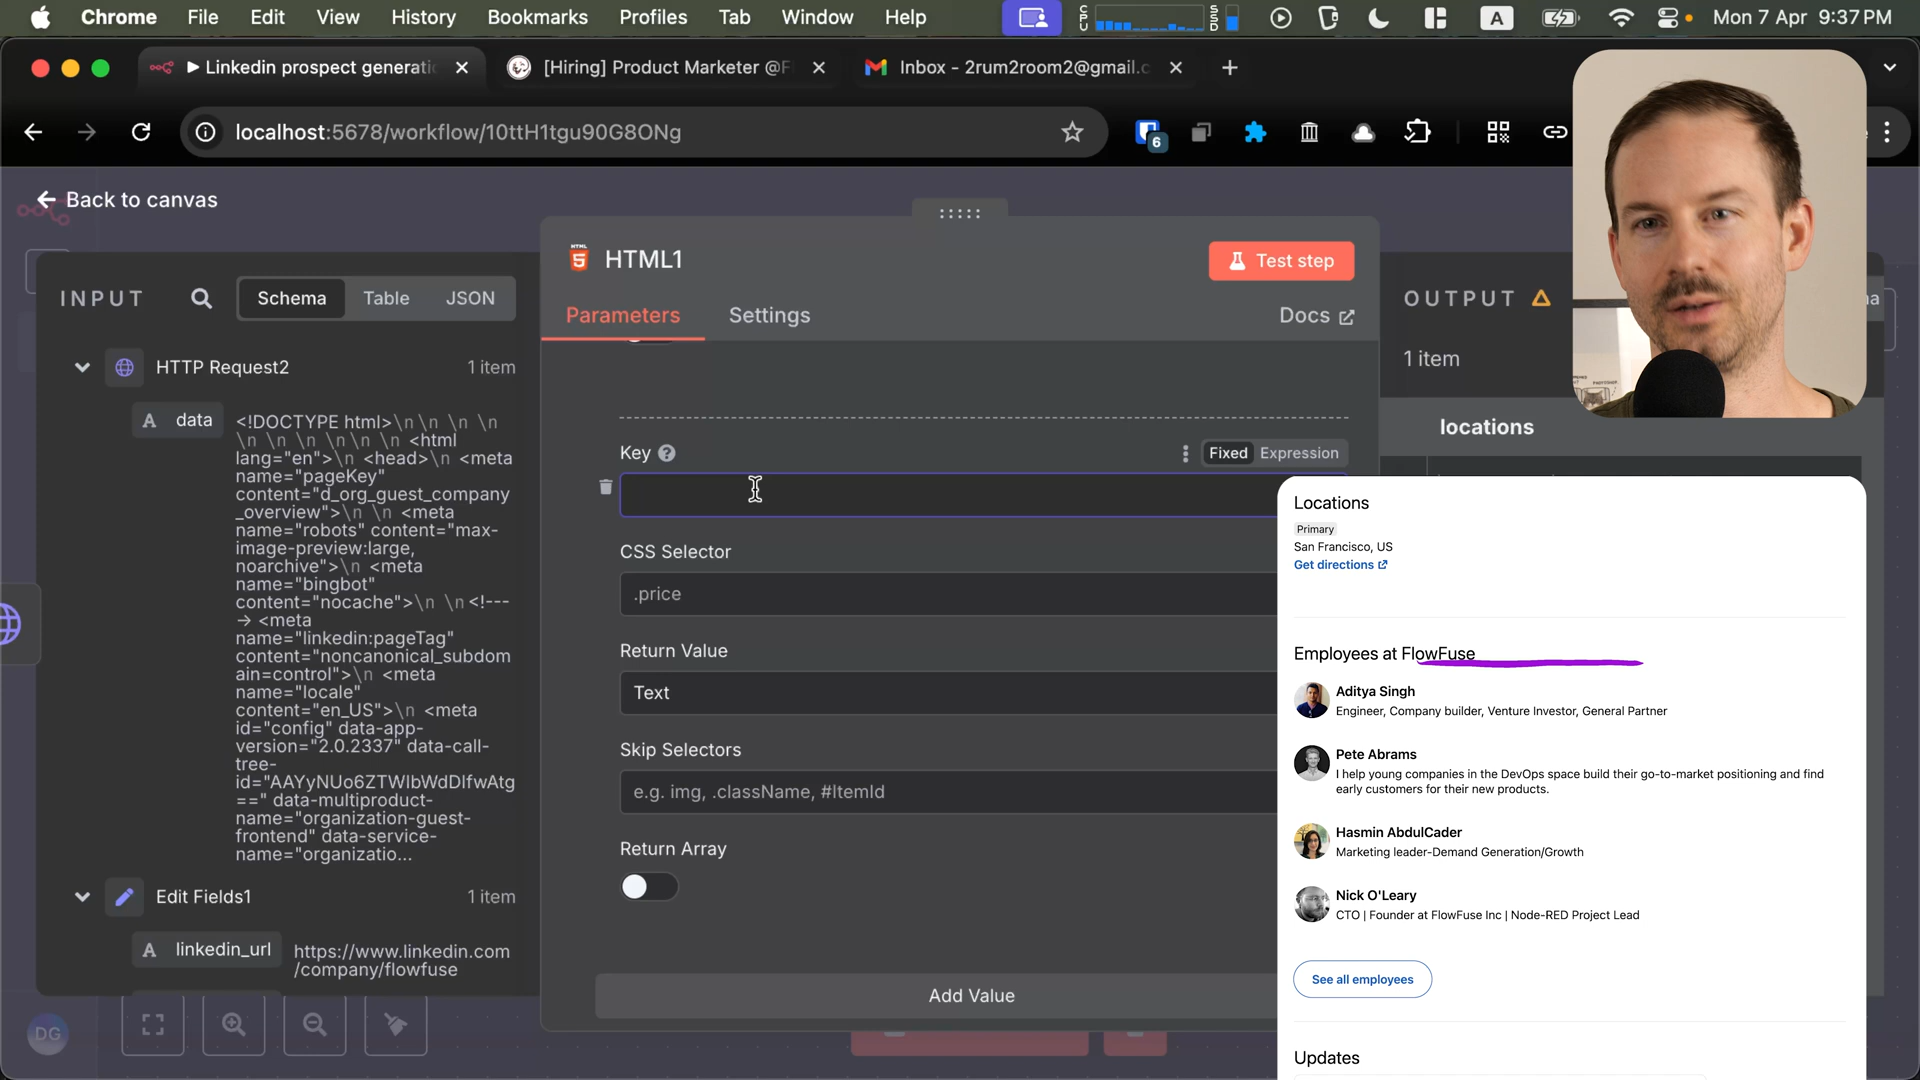 Chrome File Edit View History Bookmarks Profiles Tab Window Help
CPU SSD A Mon 7 Apr 9:37 PM
Linkedin prospect generati
[Hiring] Product Marketer @F
Inbox - 2rum2room2@gmail.c
localhost:5678/workflow/10ttH1tgu90G8ONg
6
Back to canvas
INPUT
Schema Table JSON
HTTP Request2 1 item
A data
<!DOCTYPE html>\n\n \n \n
\n \n \n \n \n \n <html
lang="en">\n <head>\n <meta
name="pageKey"
content="d_org_guest_company
_overview">\n \n <meta
name="robots" content="max-
image-preview:large,
noarchive">\n <meta
name="bingbot"
content="nocache">\n \n<!---
-> <meta
name="linkedin:pageTag"
content="noncanonical_subdom
ain=control">\n <meta
name="locale"
content="en_US">\n <meta
id="config" data-app-
version="2.0.2337" data-call-
tree-
id="AAYyNUo6ZTWlbWdDlfwAtg
==" data-multiproduct-
name="organization-guest-
frontend" data-service-
name="organizatio...
Edit Fields1 1 item
A linkedin_url
https://www.linkedin.com
/company/flowfuse
DG
HTML
5
HTML1
Test step
Parameters Settings Docs
Key
Fixed Expression
CSS Selector
.price
Return Value
Text
Skip Selectors
e.g. img, .className, #ItemId
Return Array
Add Value
OUTPUT
1 item
locations
Locations
Primary
San Francisco, US
Get directions
Employees at FlowFuse
Aditya Singh
Engineer, Company builder, Venture Investor, General Partner
Pete Abrams
I help young companies in the DevOps space build their go-to-market positioning and find
early customers for their new products.
Hasmin AbdulCader
Marketing leader-Demand Generation/Growth
Nick O'Leary
CTO | Founder at FlowFuse Inc | Node-RED Project Lead
See all employees
Updates